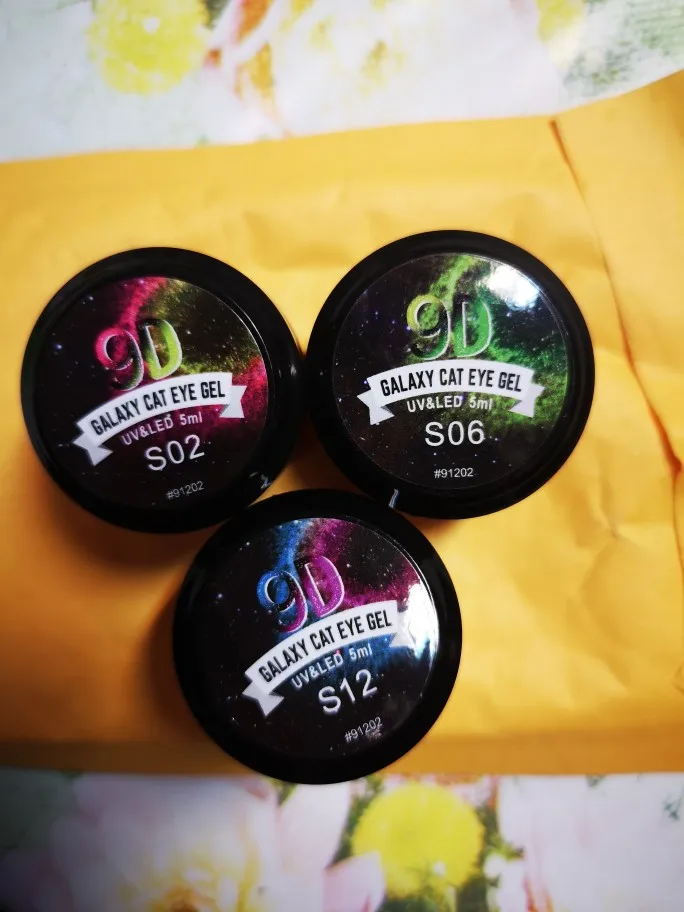 9D
GALAXY CAT EYE GEL
UV&LED 5ml
S02
#91202
9D
GALAXY CAT EYE GEL
UV&LED 5ml
S06
#91202
9D
GALAXY CAT EYE GEL
UV&LED 5ml
S12
#91202